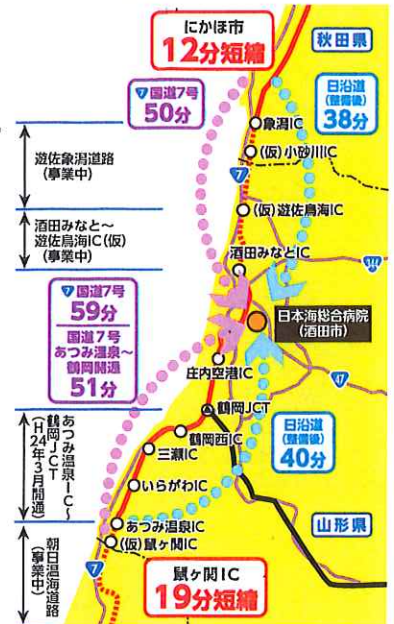 にかほ市
12分短縮
秋田県
7 国道7号
50分
日沿道
(整備後)
38分
象潟IC
(仮)小砂川IC
遊佐象潟道路
(事業中)
7
(仮)遊佐鳥海IC
酒田みなと～
遊佐鳥海IC(仮)
(事業中)
酒田みなとIC
344
7 国道7号
59分
国道7号
あつみ温泉～
鶴岡開通
51分
日本海総合病院
(酒田市)
庄内空港IC
47
鶴岡JCT
あつみ温泉IC～
鶴岡JCT
(H24年3月開通)
鶴岡西IC
三瀬IC
日沿道
(整備後)
40分
いらがわIC
あつみ温泉IC
(仮)鼠ヶ関IC
山形県
朝日温海道路
(事業中)
7
鼠ヶ関IC
19分短縮